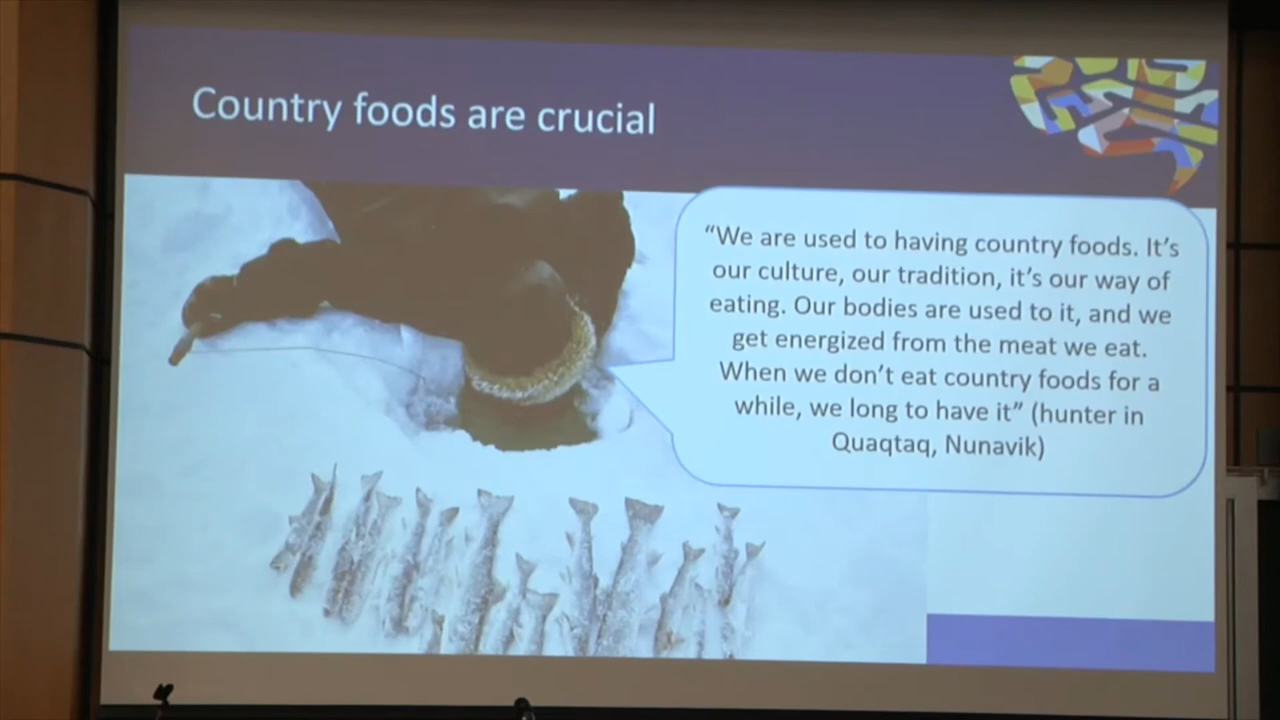 Country foods are crucial
“We are used to having country foods. It’s
our culture, our tradition, it’s our way of
eating. Our bodies are used to it, and we
get energized from the meat we eat.
When we don’t eat country foods for a
while, we long to have it” (hunter in
Quaqtaq, Nunavik)